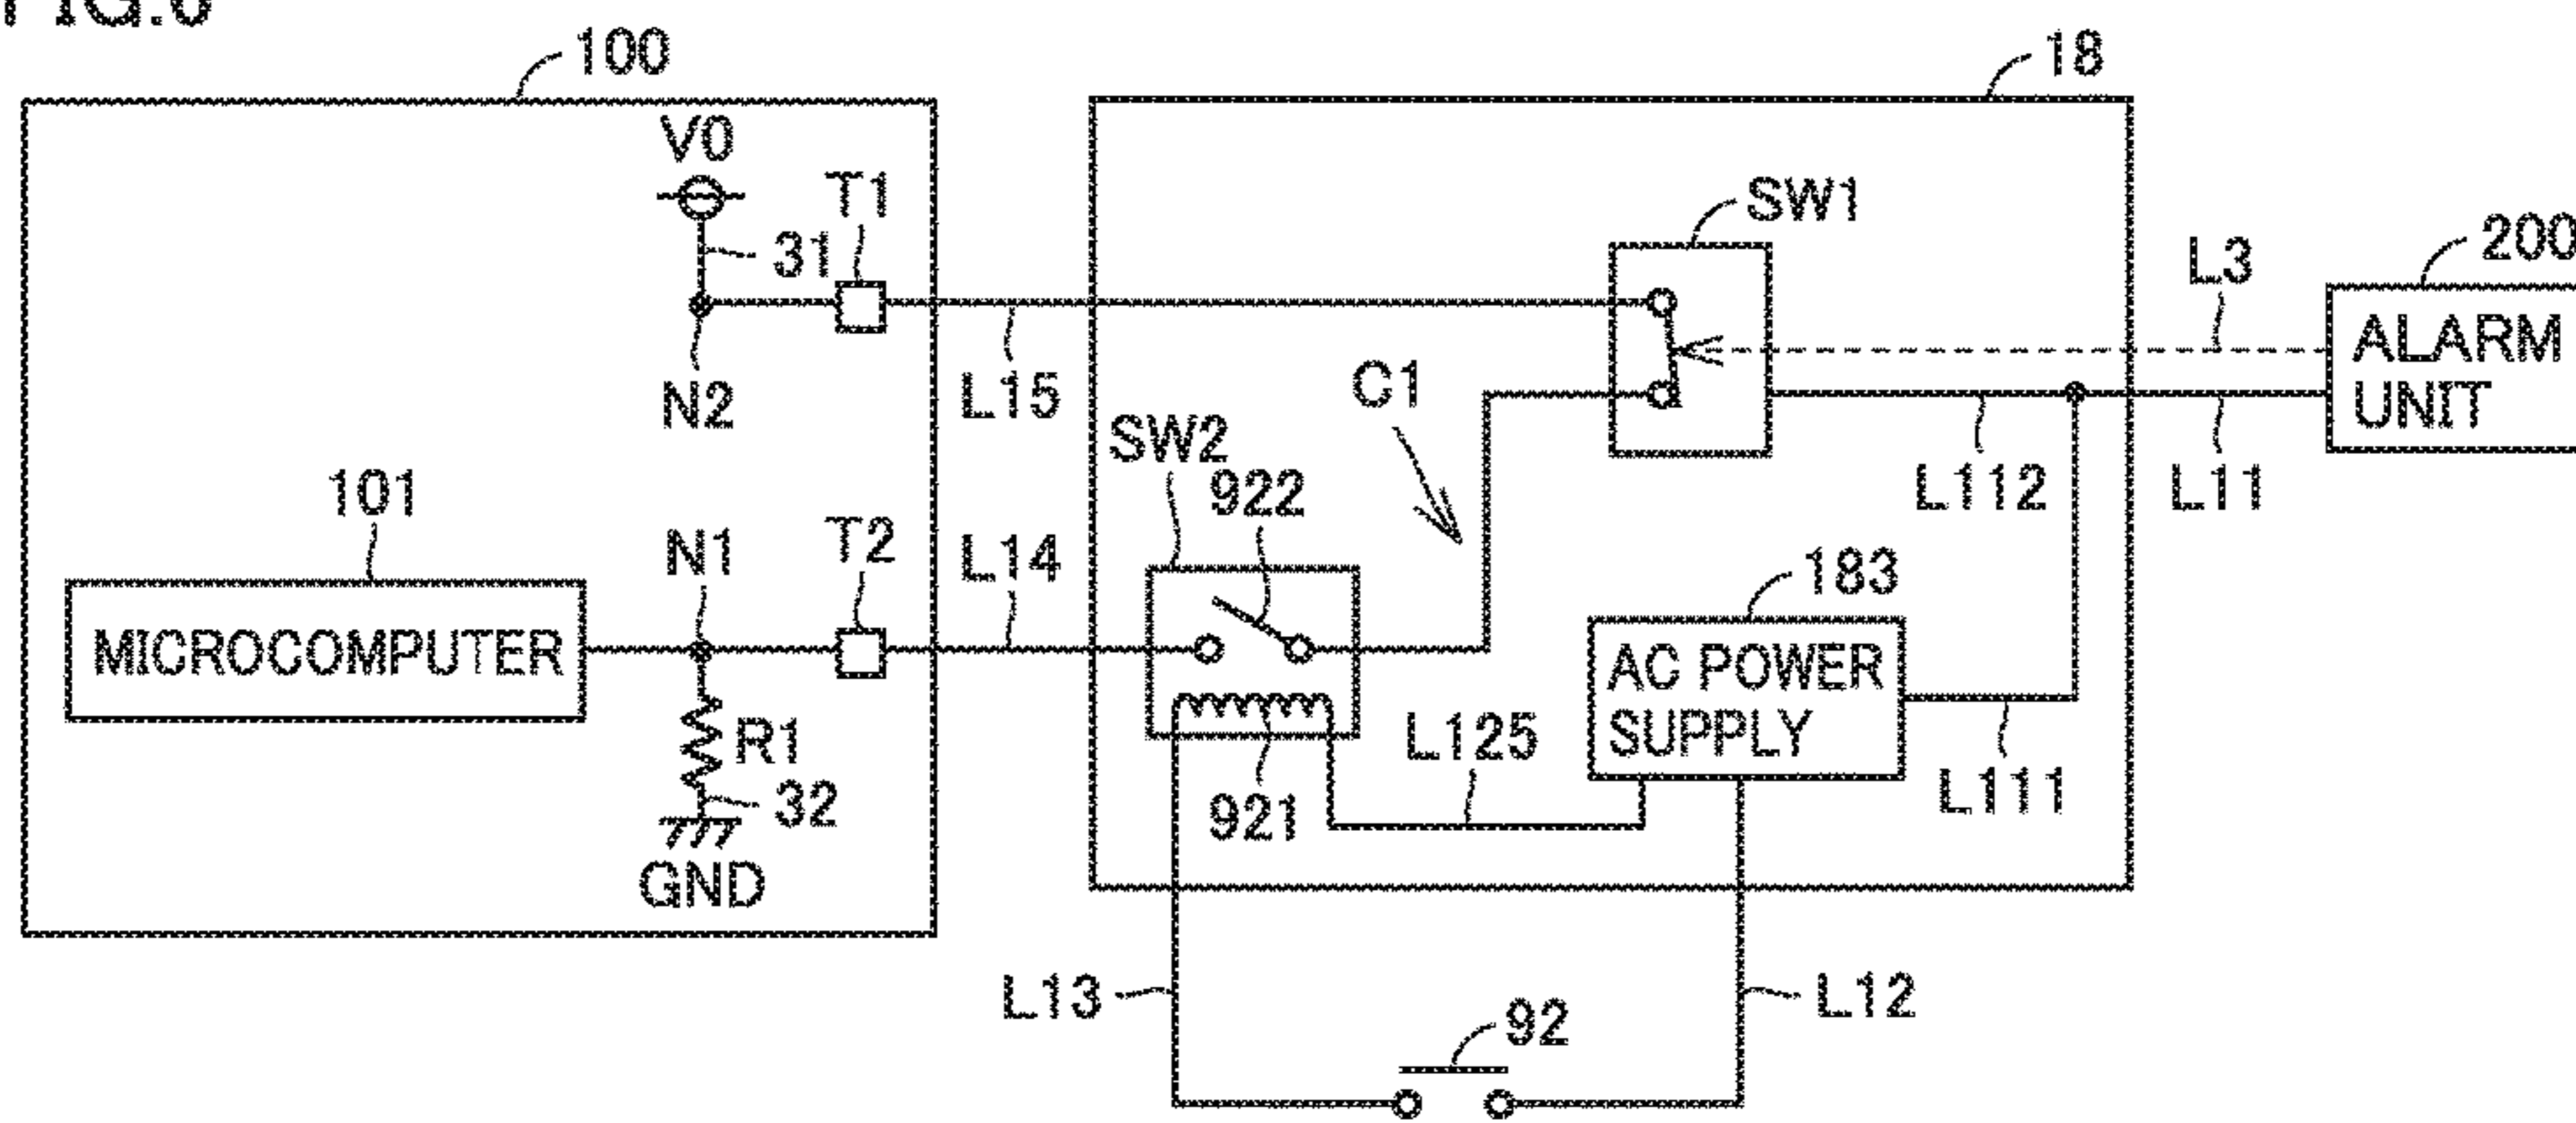 100
18
V0
T1
SW1
31
L3
200
ALARM
UNIT
N2
L15
C1
SW2
922
L112
L11
101
N1
T2
L14
183
MICROCOMPUTER
AC POWER
SUPPLY
R1
L125
921
L111
32
GND
L13
L12
92